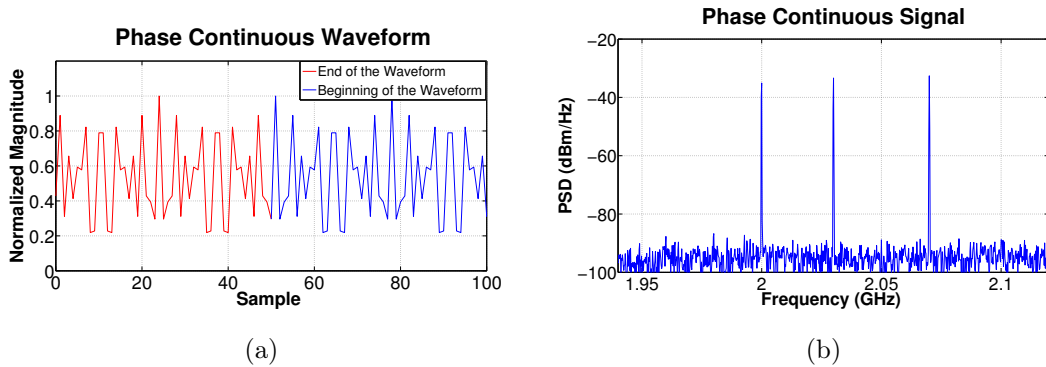 Phase Continuous Waveform
Normalized Magnitude
1
0.8
0.6
0.4
0.2
0
End of the Waveform
Beginning of the Waveform
0 20 40 60 80 100
Sample
(a)
Phase Continuous Signal
PSD (dBm/Hz)
−20
−40
−60
−80
−100
1.95 2 2.05 2.1
Frequency (GHz)
(b)